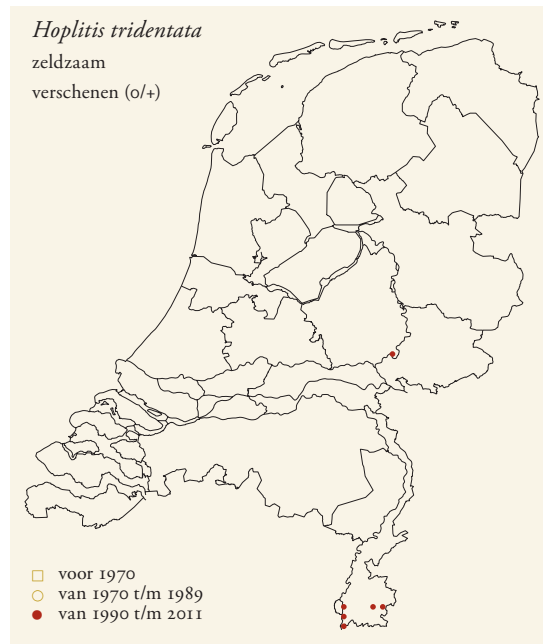 Hoplitis tridentata
zeldzaam
verschenen (0/+)
voor 1970
van 1970 t/m 1989
van 1990 t/m 2011